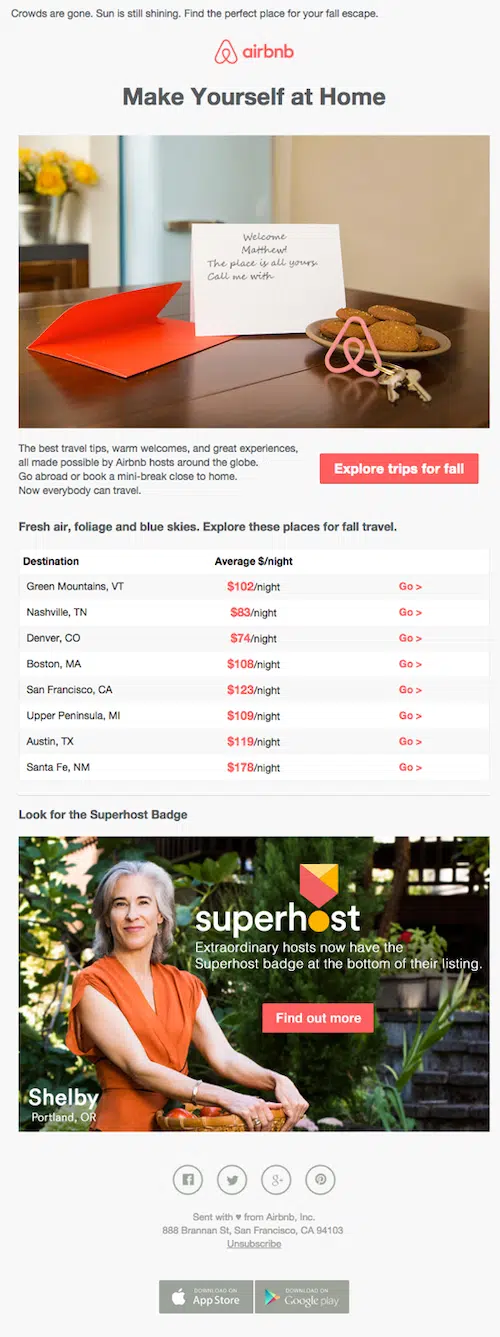 Crowds are gone. Sun is still shining. Find the perfect place for your fall escape.
airbnb
Make Yourself at Home
Welcome
Matthew!
The place is all yours.
Call me with
The best travel tips, warm welcomes, and great experiences,
all made possible by Airbnb hosts around the globe.
Go abroad or book a mini-break close to home.
Now everybody can travel.
Explore trips for fall
Fresh air, foliage and blue skies. Explore these places for fall travel.
Destination Average $/night
Green Mountains, VT $102/night Go >
Nashville, TN $83/night Go >
Denver, CO $74/night Go >
Boston, MA $108/night Go >
San Francisco, CA $123/night Go >
Upper Peninsula, MI $109/night Go >
Austin, TX $119/night Go >
Santa Fe, NM $178/night Go >
Look for the Superhost Badge
superhost
Extraordinary hosts now have the
Superhost badge at the bottom of their listing.
Find out more
Shelby
Portland, OR
Sent with ♥ from Airbnb, Inc.
888 Brannan St, San Francisco, CA 94103
Unsubscribe
DOWNLOAD ON
App Store
DOWNLOAD ON
Google play